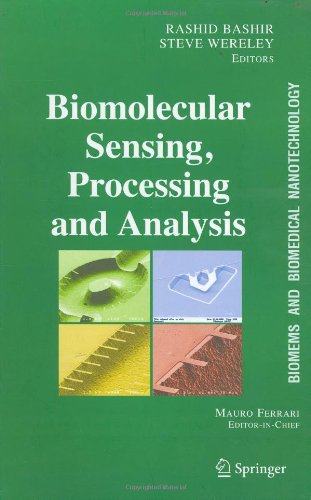 RASHID BASHIR
STEVE WERELEY
EDITORS
Biomolecular
Sensing,
Processing
and Analysis
BIOMEMS AND BIOMEDICAL NANOTECHNOLOGY
MAURO FERRARI
EDITOR-IN-CHIEF
Springer